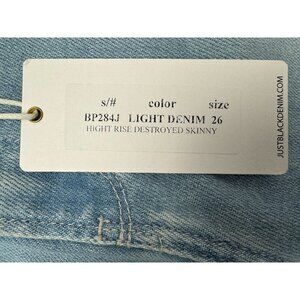 s/# color size
BP284J LIGHT DENIM 26
HIGHT RISE DESTROYED SKINNY
JUSTBLACKDENIM.COM